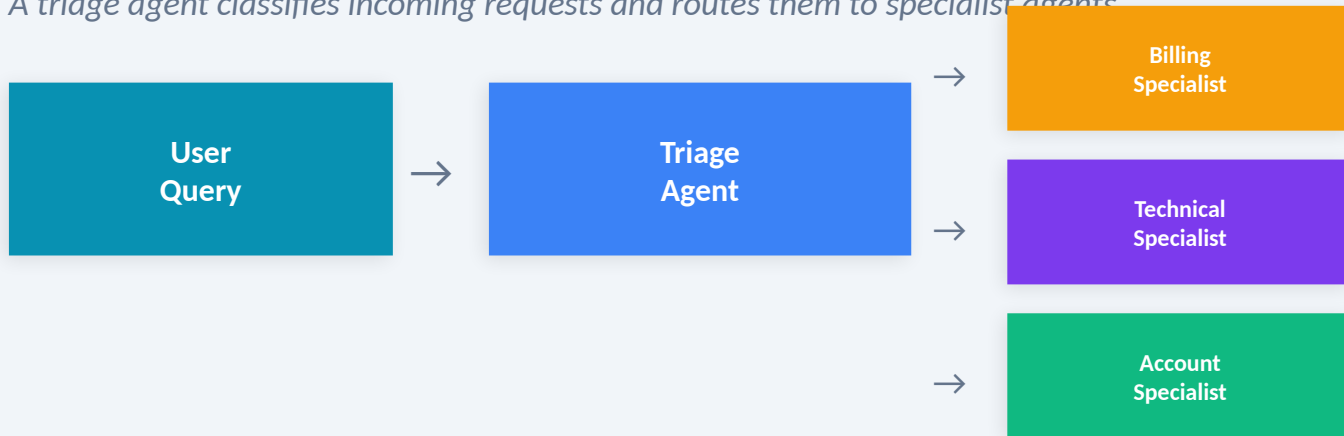 A triage agent classifies incoming requests and routes them to specialist agents
→
Billing
Specialist
User
Query
→
Triage
Agent
→
Technical
Specialist
→
Account
Specialist